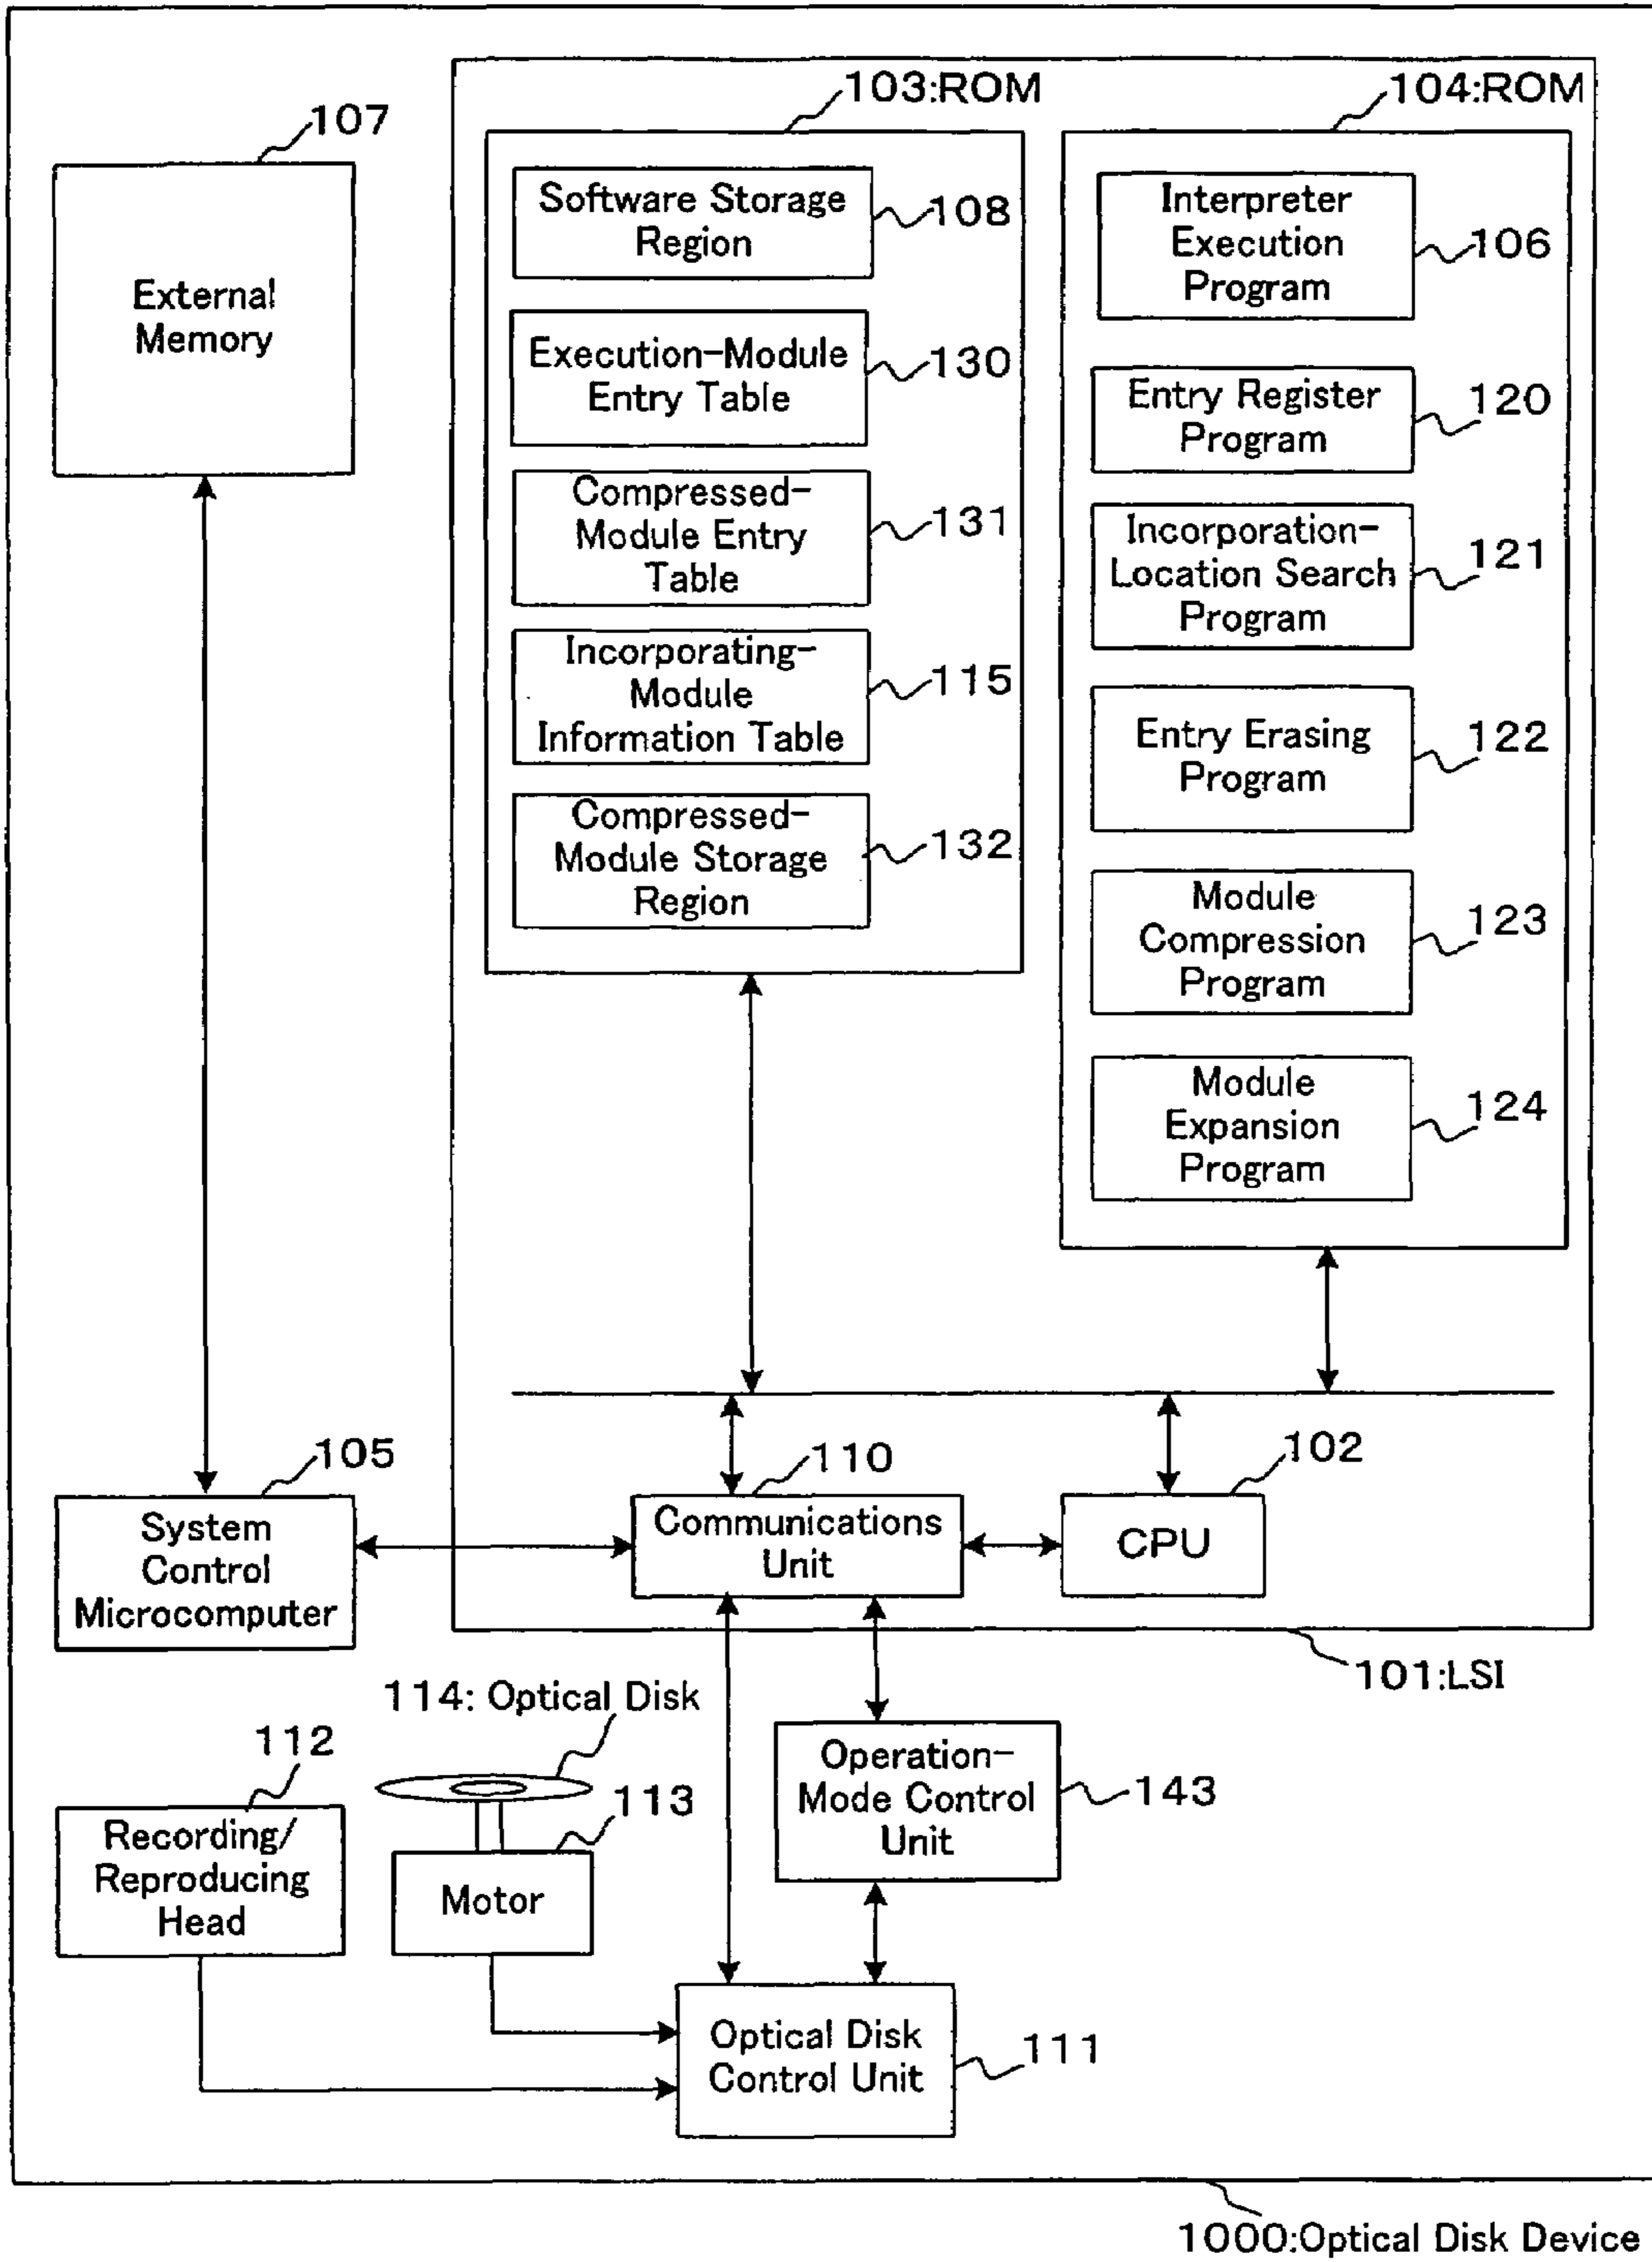 103:ROM
104:ROM
107
External
Memory
Software Storage
Region
108
Execution-Module
Entry Table
130
Compressed-
Module Entry
Table
131
Incorporating-
Module
Information Table
115
Compressed-
Module Storage
Region
132
Interpreter
Execution
Program
106
Entry Register
Program
120
Incorporation-
Location Search
Program
121
Entry Erasing
Program
122
Module
Compression
Program
123
Module
Expansion
Program
124
105
System
Control
Microcomputer
110
Communications
Unit
102
CPU
101:LSI
114: Optical Disk
112
Recording/
Reproducing
Head
113
Motor
Operation-
Mode Control
Unit
143
Optical Disk
Control Unit
111
1000:Optical Disk Device